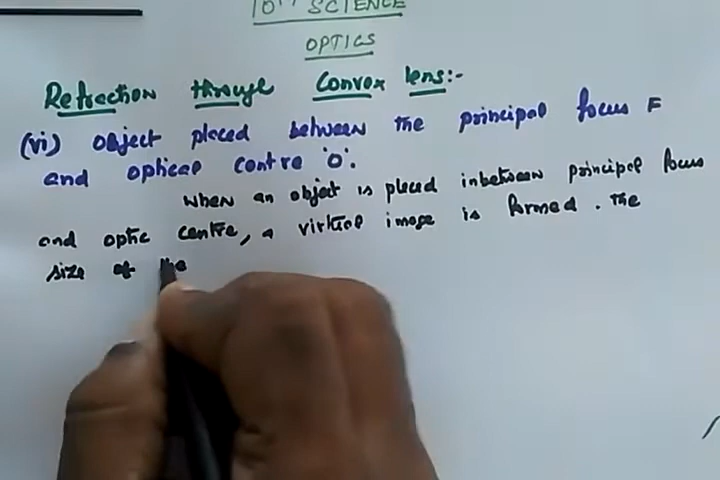 10th SCIENCE
OPTICS
Refraction through Convex lens:-
(vi) object placed between the principal focus F
and optical centre 'O'.
When an object is placed inbetween principal focus
and optic centre, a virtual image is formed. The
size of the